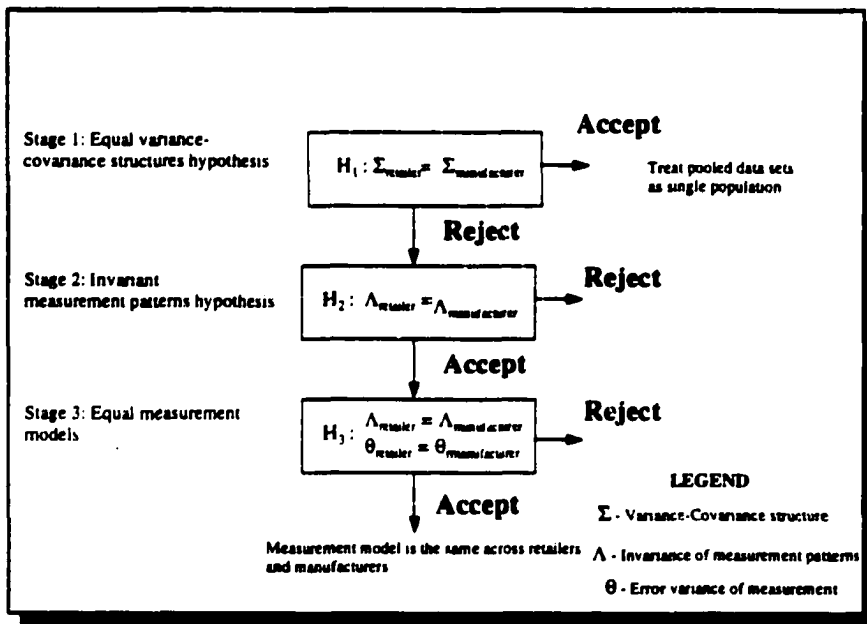 Stage 1: Equal variance-
covariance structures hypothesis
H₁ : Σretailer = Σmanufacturer
Accept
Treat pooled data sets
as single population
Reject
Stage 2: Invariant
measurement patterns hypothesis
H₂ : Λretailer = Λmanufacturer
Reject
Accept
Stage 3: Equal measurement
models
H₃ : Λretailer = Λmanufacturer
θretailer = θmanufacturer
Reject
Accept
Measurement model is the same across retailers
and manufacturers
LEGEND
Σ - Variance-Covariance structure
Λ - Invariance of measurement patterns
θ - Error variance of measurement